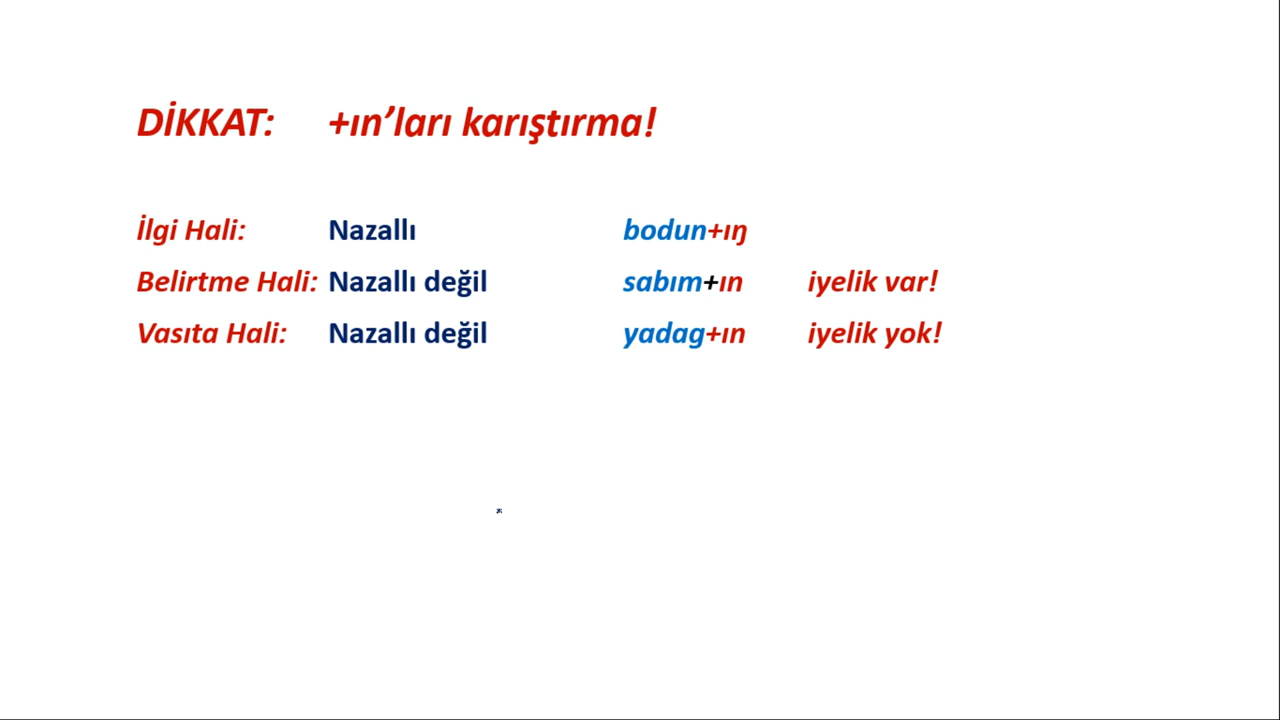 DİKKAT: +ın’ları karıştırma!
İlgi Hali: Nazallı bodun+ıŋ
Belirtme Hali: Nazallı değil sabım+ın iyelik var!
Vasıta Hali: Nazallı değil yadag+ın iyelik yok!